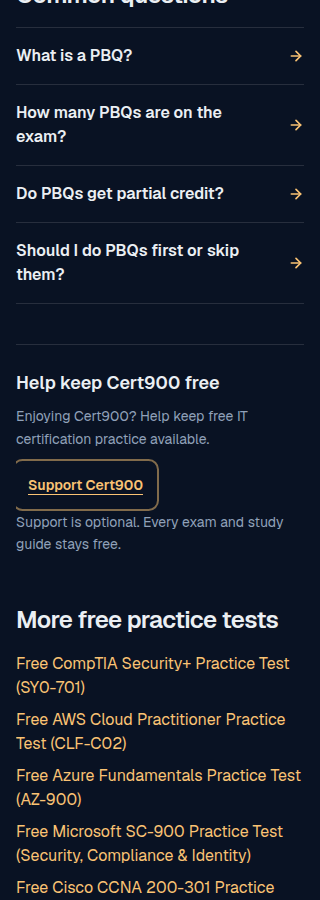 Common questions
What is a PBQ?
How many PBQs are on the
exam?
Do PBQs get partial credit?
Should I do PBQs first or skip
them?
Help keep Cert900 free
Enjoying Cert900? Help keep free IT
certification practice available.
Support Cert900
Support is optional. Every exam and study
guide stays free.
More free practice tests
Free CompTIA Security+ Practice Test
(SY0-701)
Free AWS Cloud Practitioner Practice
Test (CLF-C02)
Free Azure Fundamentals Practice Test
(AZ-900)
Free Microsoft SC-900 Practice Test
(Security, Compliance & Identity)
Free Cisco CCNA 200-301 Practice